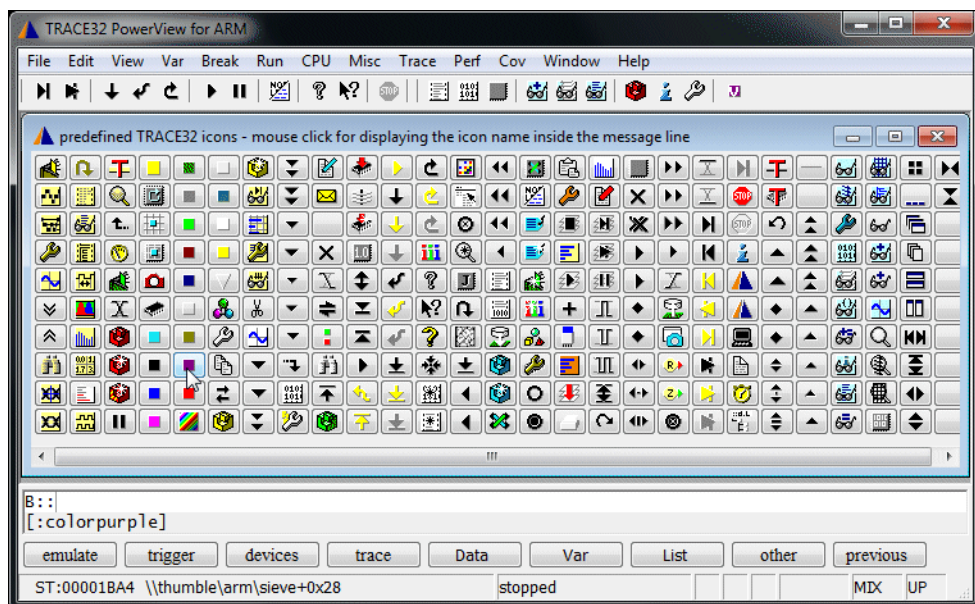 TRACE32 PowerView for ARM
File Edit View Var Break Run CPU Misc Trace Perf Cov Window Help
predefined TRACE32 icons - mouse click for displaying the icon name inside the message line
B::
[:colorpurple]
emulate trigger devices trace Data Var List other previous
ST:00001BA4 \\thumble\arm\sieve+0x28 stopped MIX UP